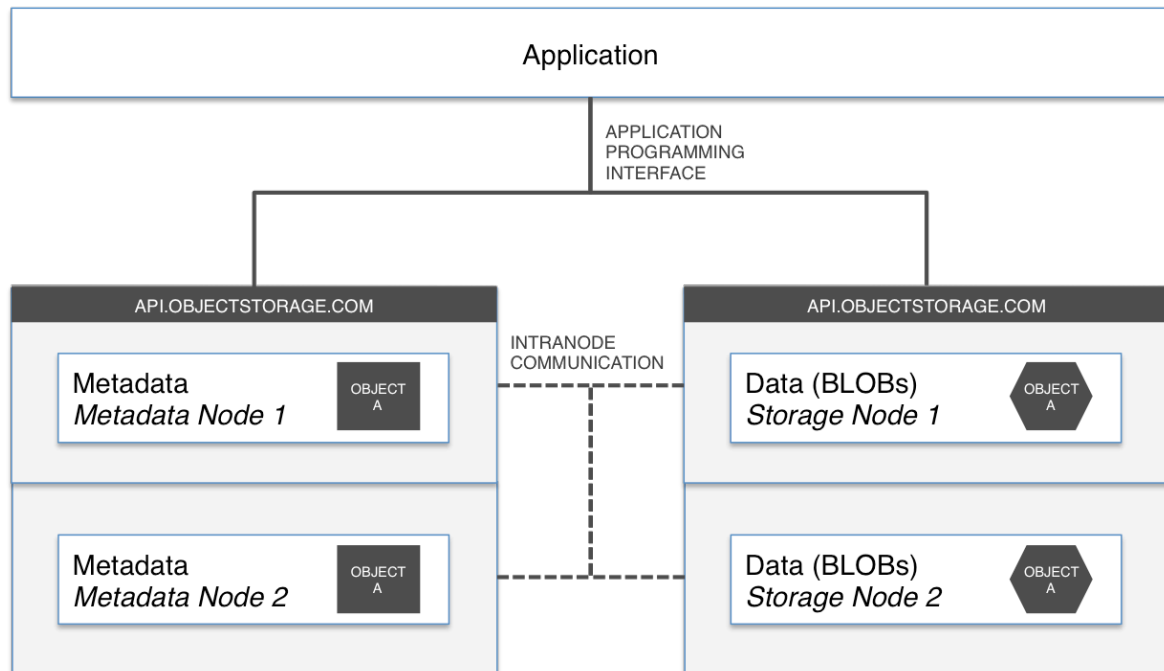 Application
APPLICATION
PROGRAMMING
INTERFACE
API.OBJECTSTORAGE.COM
Metadata
Metadata Node 1
OBJECT
A
Metadata
Metadata Node 2
OBJECT
A
INTRANODE
COMMUNICATION
API.OBJECTSTORAGE.COM
Data (BLOBs)
Storage Node 1
OBJECT
A
Data (BLOBs)
Storage Node 2
OBJECT
A